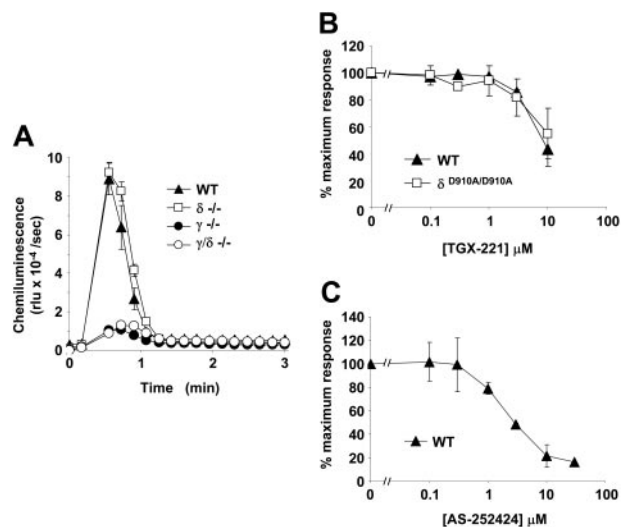 A
Chemiluminescence
(rlu x 10⁻⁴ /sec)
10
8
6
4
2
0
0
1
2
3
Time (min)
WT
δ -/-
γ -/-
γ/δ -/-
B
% maximum response
120
100
80
60
40
20
0
WT
δ D910A/D910A
0
//
0.1
1
10
100
[TGX-221] μM
C
% maximum response
140
120
100
80
60
40
20
0
WT
0
//
0.1
1
10
100
[AS-252424] μM